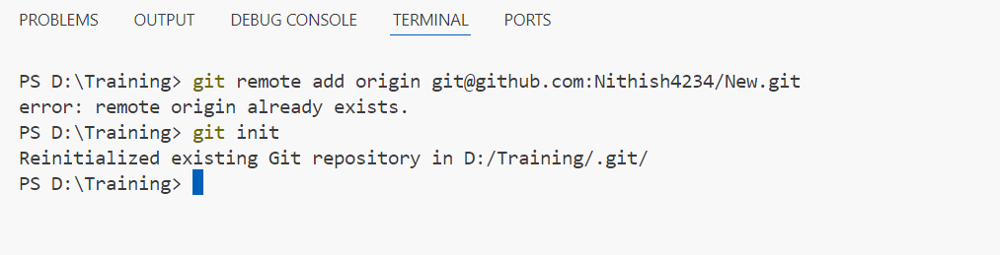 PROBLEMS OUTPUT DEBUG CONSOLE TERMINAL PORTS
PS D:\Training> git remote add origin git@github.com:Nithish4234/New.git
error: remote origin already exists.
PS D:\Training> git init
Reinitialized existing Git repository in D:/Training/.git/
PS D:\Training>